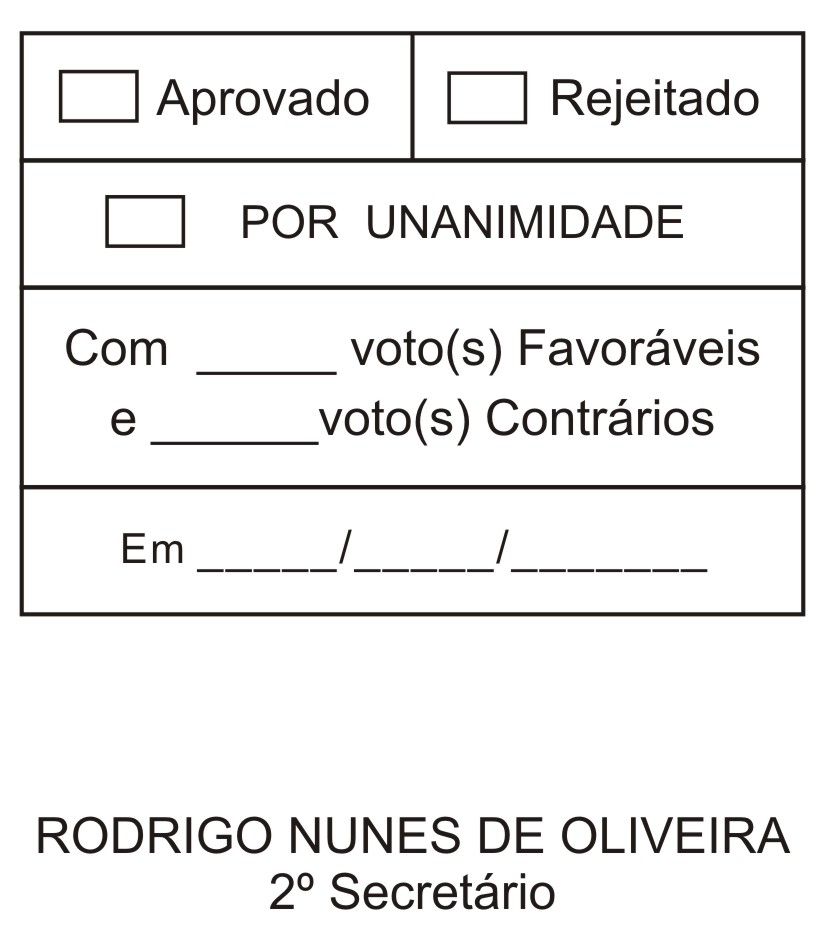 Aprovado Rejeitado
POR UNANIMIDADE
Com _____ voto(s) Favoráveis
e ______voto(s) Contrários
Em _____/_____/_______
RODRIGO NUNES DE OLIVEIRA
2º Secretário